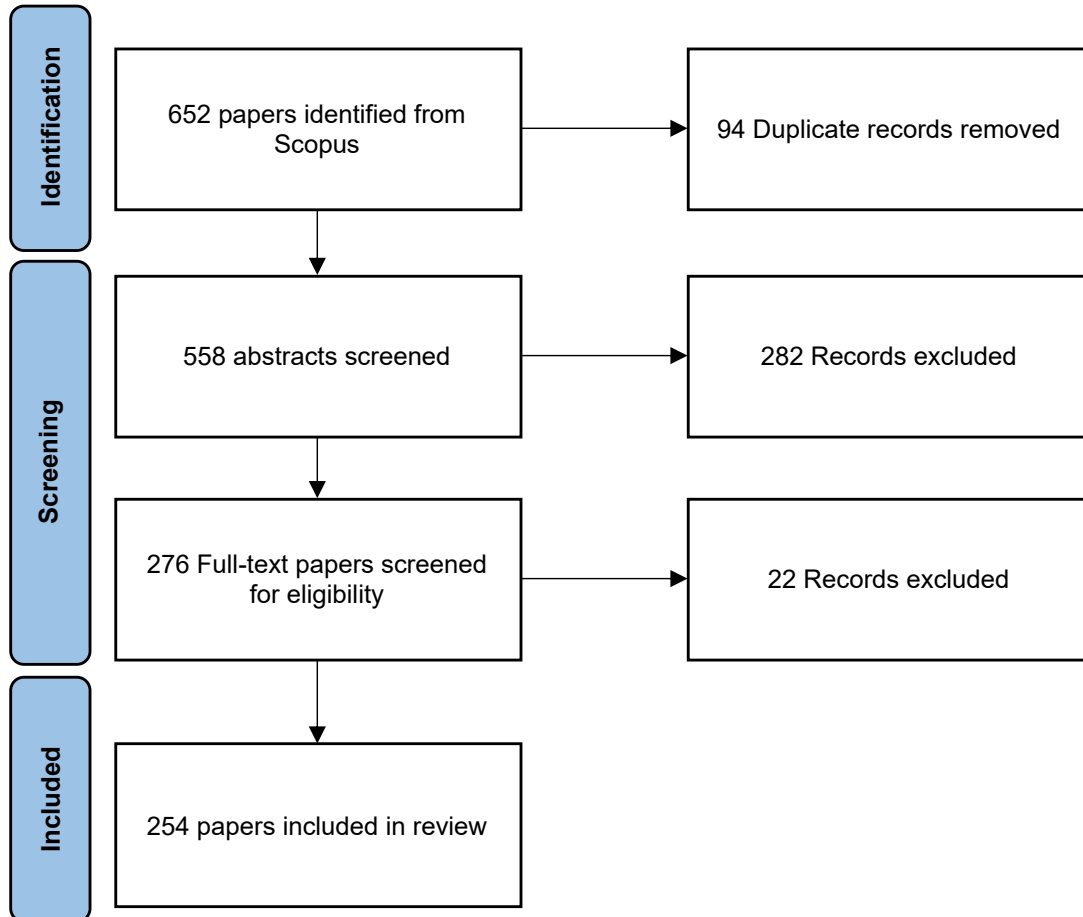 Identification
652 papers identified from
Scopus
94 Duplicate records removed
Screening
558 abstracts screened
282 Records excluded
276 Full-text papers screened
for eligibility
22 Records excluded
Included
254 papers included in review